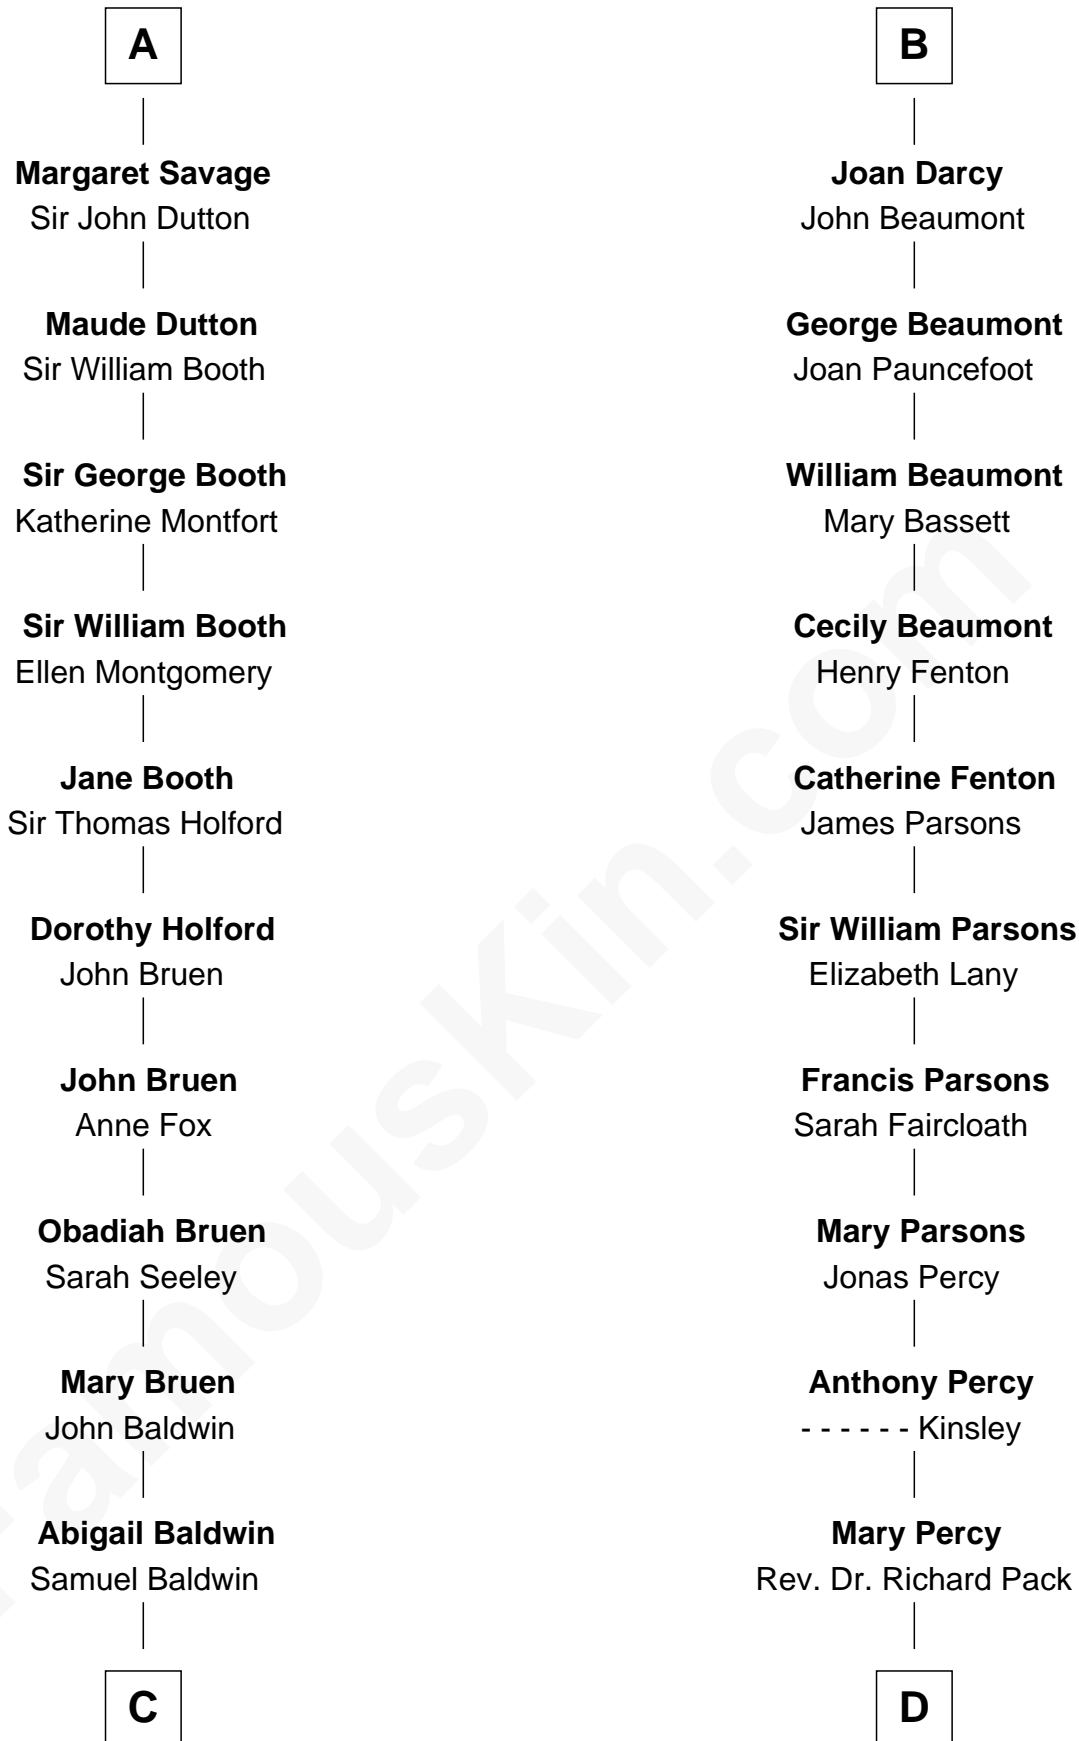 A
Margaret Savage
Sir John Dutton
Maude Dutton
Sir William Booth
Sir George Booth
Katherine Montfort
Sir William Booth
Ellen Montgomery
Jane Booth
Sir Thomas Holford
Dorothy Holford
John Bruen
John Bruen
Anne Fox
Obadiah Bruen
Sarah Seeley
Mary Bruen
John Baldwin
Abigail Baldwin
Samuel Baldwin
C
B
Joan Darcy
John Beaumont
George Beaumont
Joan Pauncefoot
William Beaumont
Mary Bassett
Cecily Beaumont
Henry Fenton
Catherine Fenton
James Parsons
Sir William Parsons
Elizabeth Lany
Francis Parsons
Sarah Faircloath
Mary Parsons
Jonas Percy
Anthony Percy
- - - - - - Kinsley
Mary Percy
Rev. Dr. Richard Pack
D
FamousKin.com